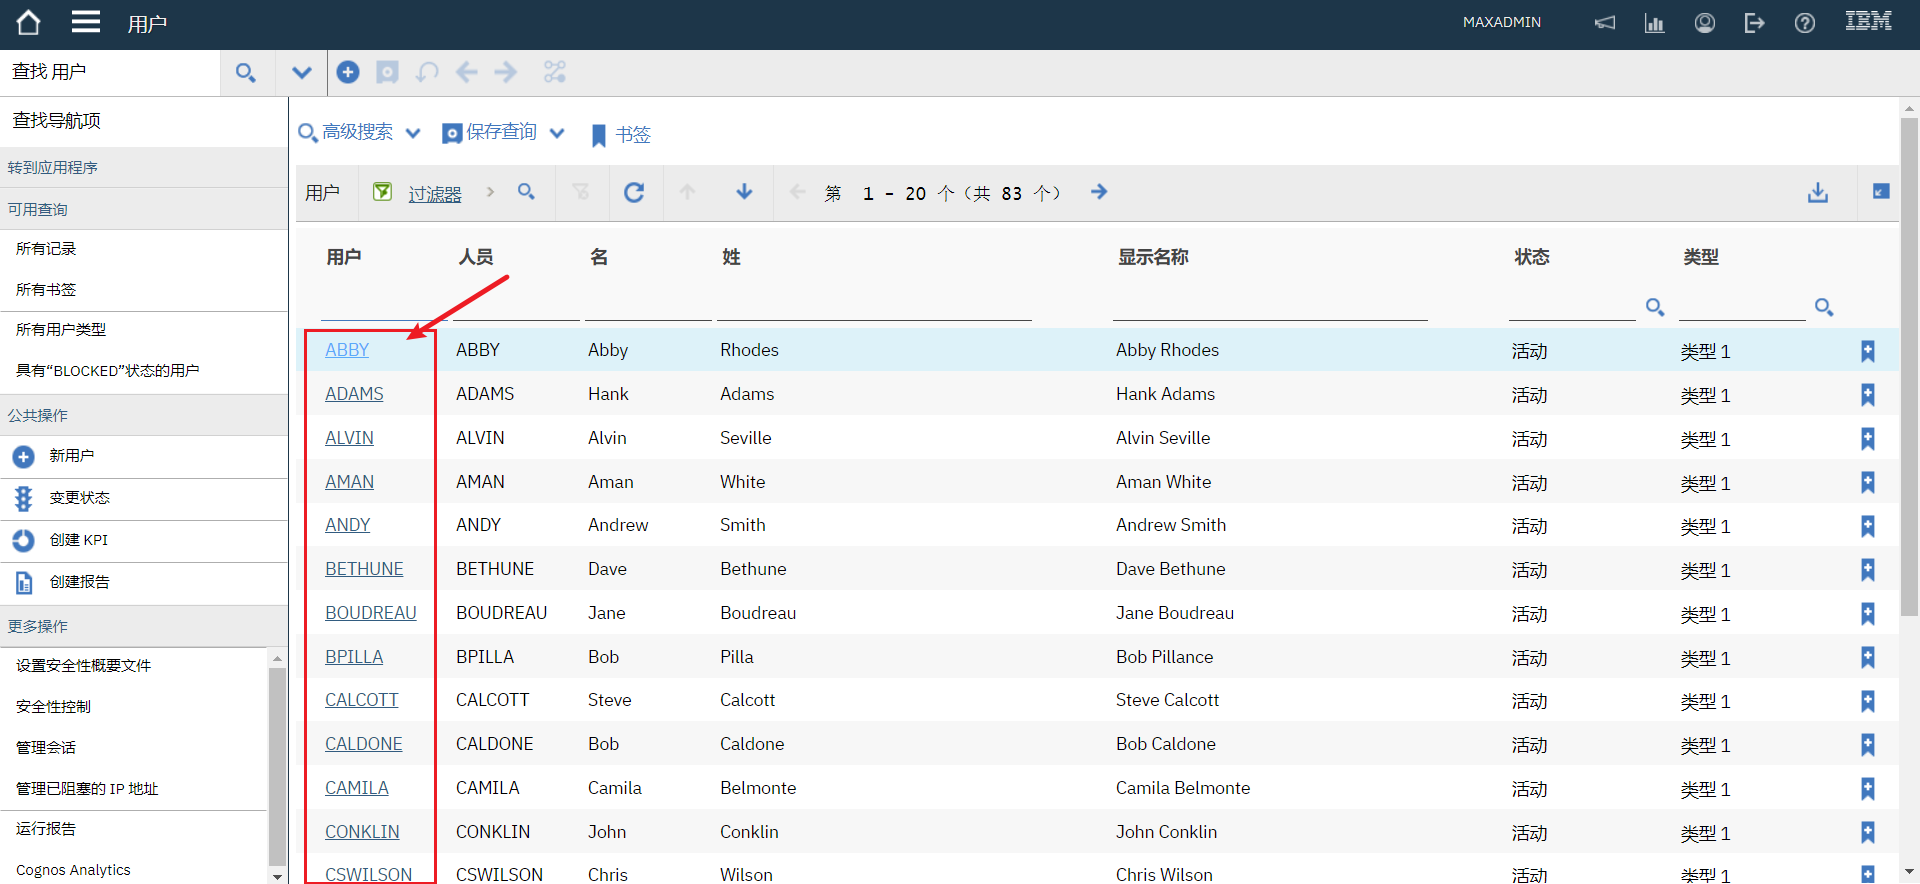 用户
MAXADMIN
IBM
查找 用户
查找导航项
转到应用程序
可用查询
所有记录
所有书签
所有用户类型
具有“BLOCKED”状态的用户
公共操作
新用户
变更状态
创建 KPI
创建报告
更多操作
设置安全性概要文件
安全性控制
管理会话
管理已阻塞的 IP 地址
运行报告
Cognos Analytics
高级搜索 保存查询 书签
用户 过滤器 第 1 - 20 个（共 83 个）
用户 人员 名 姓 显示名称 状态 类型
ABBY ABBY Abby Rhodes Abby Rhodes 活动 类型 1
ADAMS ADAMS Hank Adams Hank Adams 活动 类型 1
ALVIN ALVIN Alvin Seville Alvin Seville 活动 类型 1
AMAN AMAN Aman White Aman White 活动 类型 1
ANDY ANDY Andrew Smith Andrew Smith 活动 类型 1
BETHUNE BETHUNE Dave Bethune Dave Bethune 活动 类型 1
BOUDREAU BOUDREAU Jane Boudreau Jane Boudreau 活动 类型 1
BPILLA BPILLA Bob Pilla Bob Pillance 活动 类型 1
CALCOTT CALCOTT Steve Calcott Steve Calcott 活动 类型 1
CALDONE CALDONE Bob Caldone Bob Caldone 活动 类型 1
CAMILA CAMILA Camila Belmonte Camila Belmonte 活动 类型 1
CONKLIN CONKLIN John Conklin John Conklin 活动 类型 1
CSWILSON CSWILSON Chris Wilson Chris Wilson 活动 类型 1